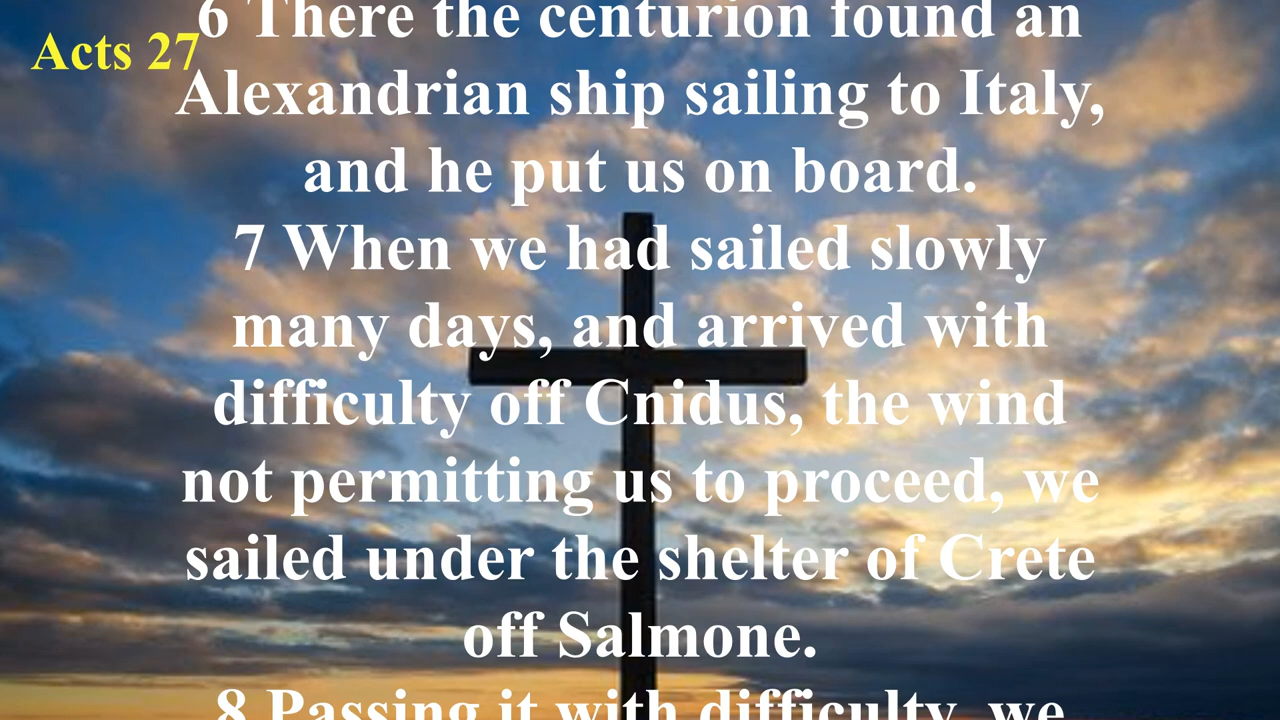 Acts 27
6 There the centurion found an
Alexandrian ship sailing to Italy,
and he put us on board.
7 When we had sailed slowly
many days, and arrived with
difficulty off Cnidus, the wind
not permitting us to proceed, we
sailed under the shelter of Crete
off Salmone.
8 Passing it with difficulty, we